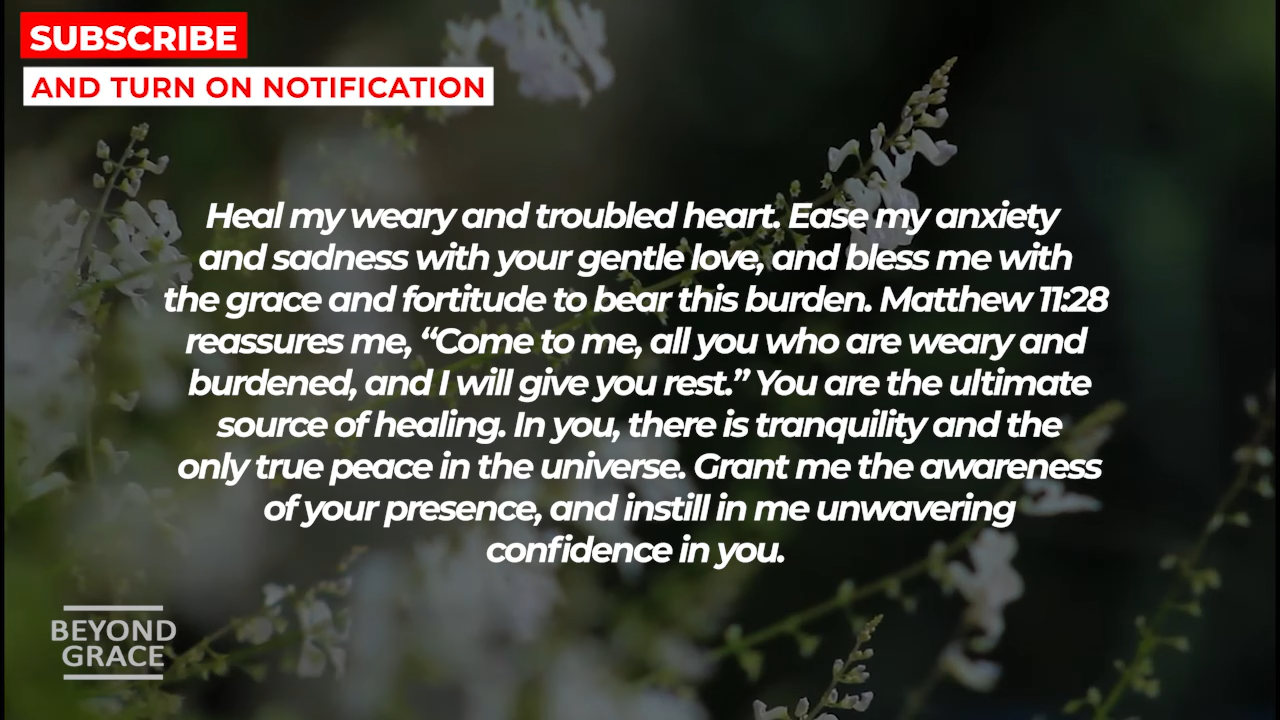 SUBSCRIBE
AND TURN ON NOTIFICATION
Heal my weary and troubled heart. Ease my anxiety
and sadness with your gentle love, and bless me with
the grace and fortitude to bear this burden. Matthew 11:28
reassures me, “Come to me, all you who are weary and
burdened, and I will give you rest.” You are the ultimate
source of healing. In you, there is tranquility and the
only true peace in the universe. Grant me the awareness
of your presence, and instill in me unwavering
confidence in you.
BEYOND
GRACE